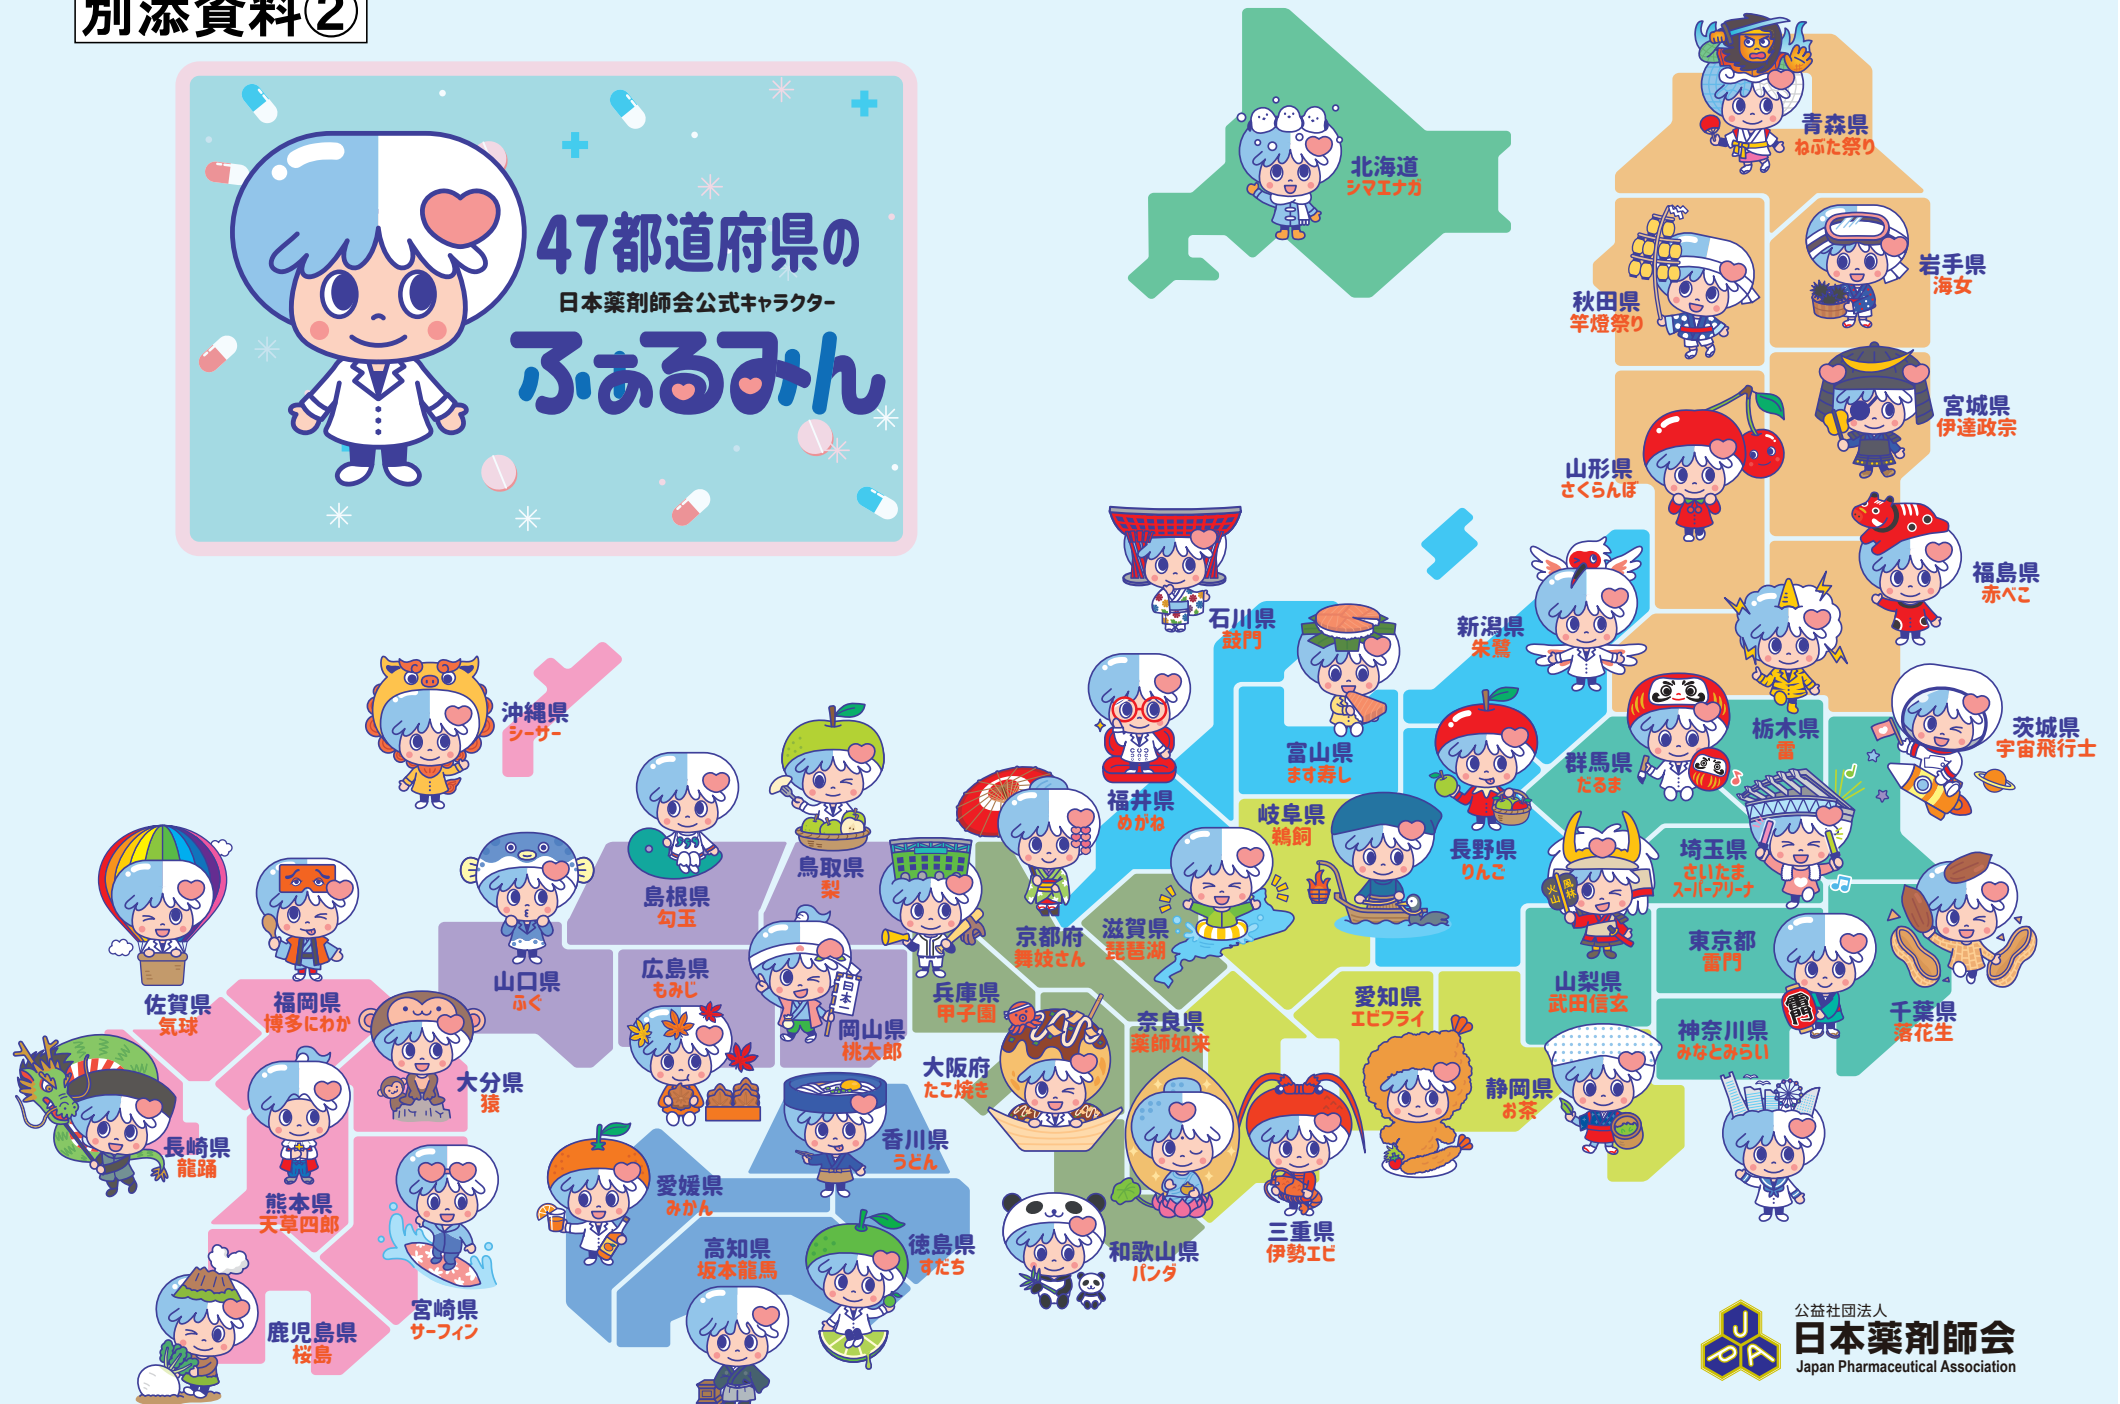 別添資料②
47都道府県の
日本薬剤師会公式キャラクター
ふぁるみん
北海道
シマエナガ
青森県
ねぶた祭り
岩手県
海女
秋田県
竿燈祭り
宮城県
伊達政宗
山形県
さくらんぼ
福島県
赤べこ
石川県
鼓門
新潟県
朱鷺
富山県
ます寿し
福井県
めがね
群馬県
だるま
栃木県
雷
茨城県
宇宙飛行士
沖縄県
シーサー
岐阜県
鵜飼
長野県
りんご
埼玉県
さいたま
スーパーアリーナ
鳥取県
梨
島根県
勾玉
京都府
舞妓さん
滋賀県
琵琶湖
東京都
雷門
山梨県
武田信玄
風林
火山
千葉県
落花生
神奈川県
みなとみらい
山口県
ふぐ
広島県
もみじ
岡山県
桃太郎
日本一
兵庫県
甲子園
愛知県
エビフライ
静岡県
お茶
奈良県
薬師如来
大阪府
たこ焼き
佐賀県
気球
福岡県
博多にわか
大分県
猿
長崎県
龍踊
熊本県
天草四郎
宮崎県
サーフィン
鹿児島県
桜島
香川県
うどん
愛媛県
みかん
高知県
坂本龍馬
徳島県
すだち
和歌山県
パンダ
三重県
伊勢エビ
JPA
公益社団法人
日本薬剤師会
Japan Pharmaceutical Association